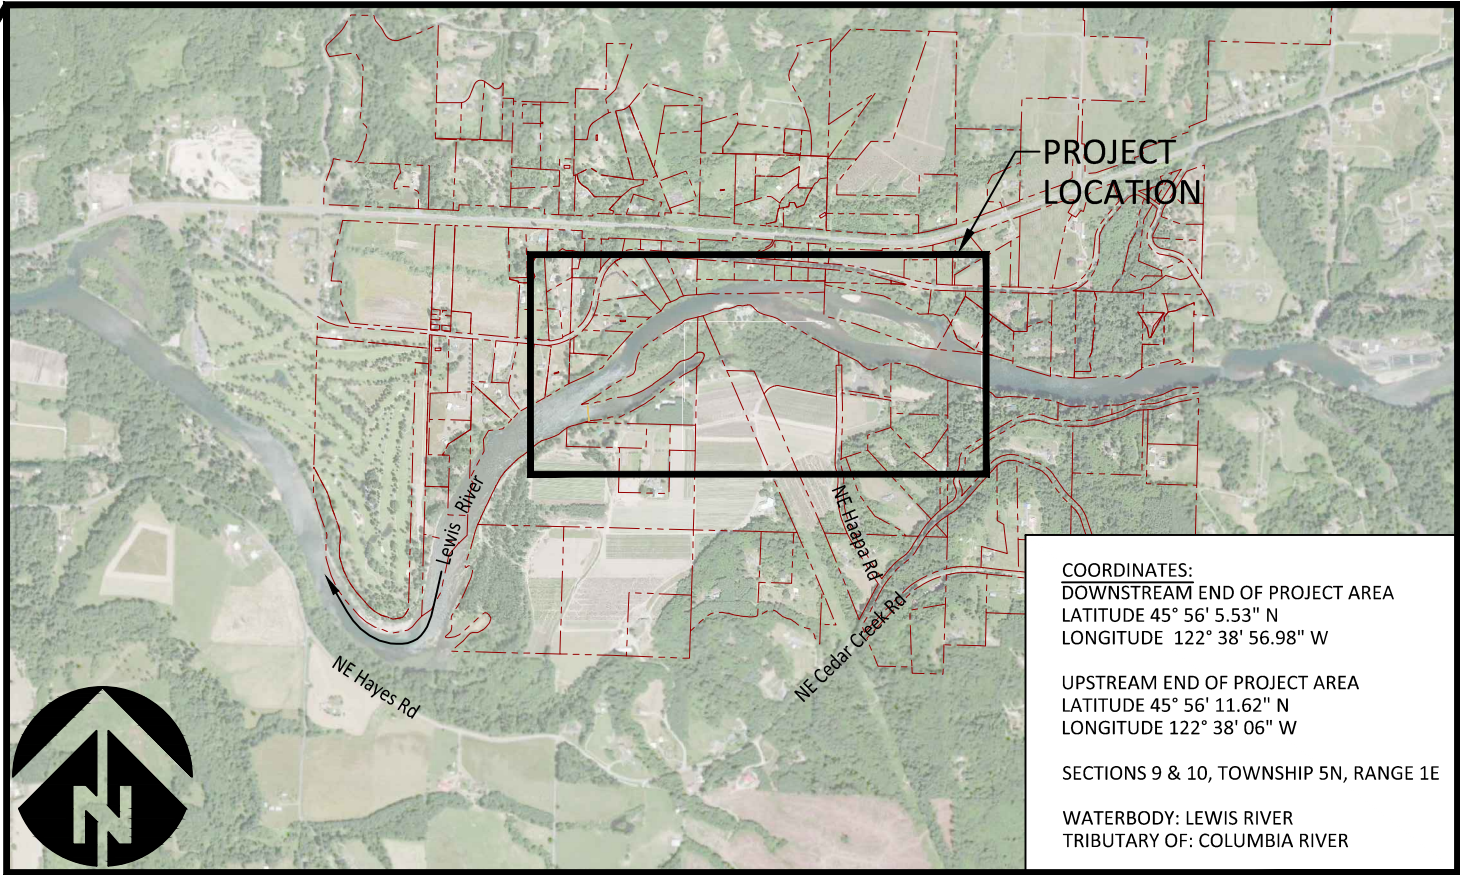 PROJECT
LOCATION
Lewis River
NE Haapa Rd
NE Cedar Creek Rd
NE Hayes Rd
N
COORDINATES:
DOWNSTREAM END OF PROJECT AREA
LATITUDE 45° 56' 5.53" N
LONGITUDE 122° 38' 56.98" W
UPSTREAM END OF PROJECT AREA
LATITUDE 45° 56' 11.62" N
LONGITUDE 122° 38' 06" W
SECTIONS 9 & 10, TOWNSHIP 5N, RANGE 1E
WATERBODY: LEWIS RIVER
TRIBUTARY OF: COLUMBIA RIVER